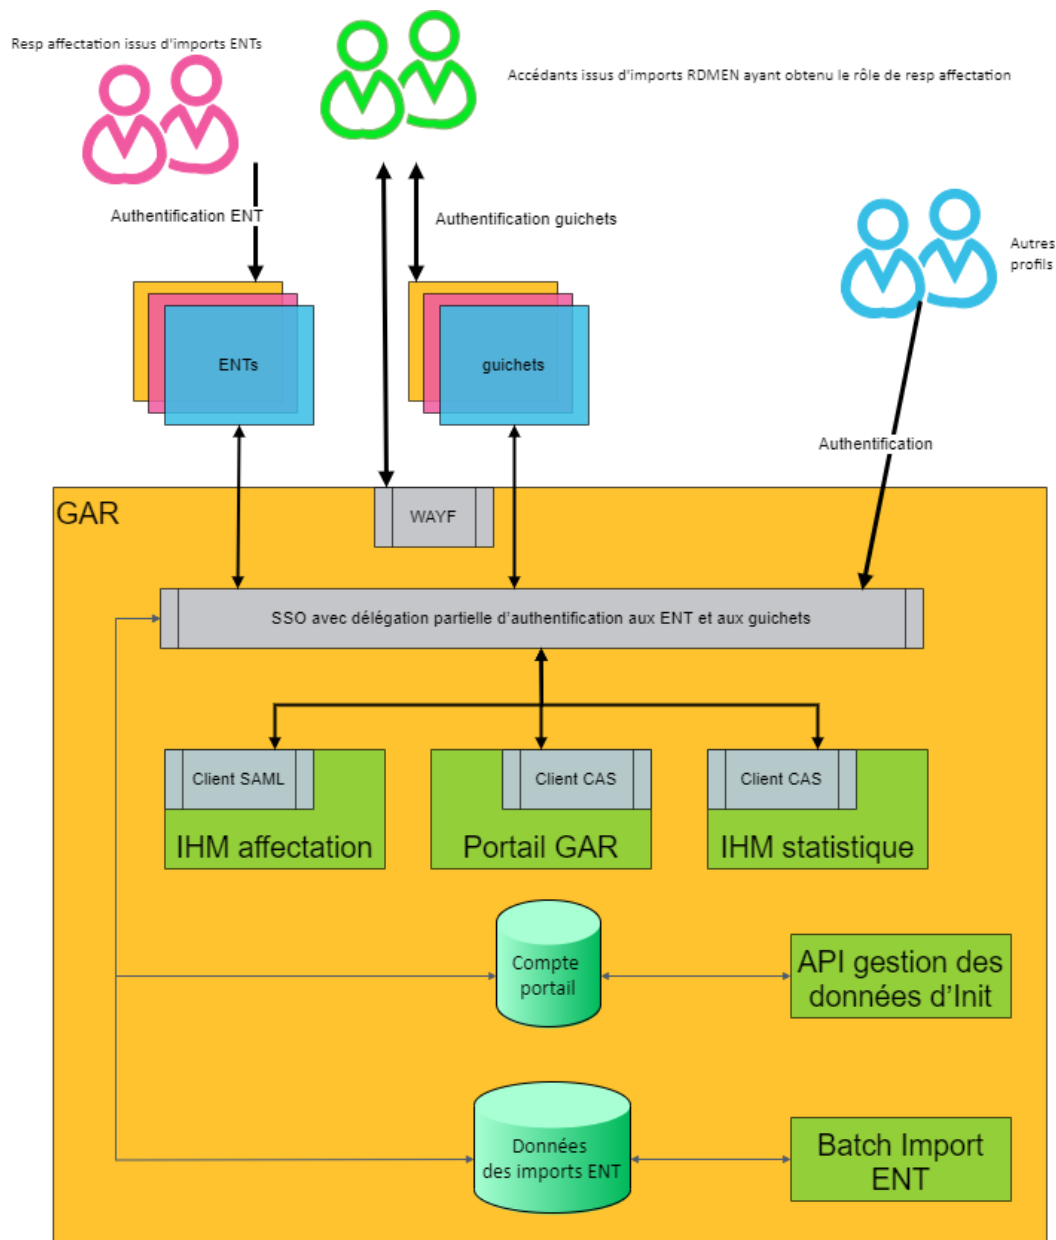 Resp affectation issus d'imports ENTs
Accédants issus d'imports RDMEN ayant obtenu le rôle de resp affectation
Authentification ENT
Authentification guichets
Autres
profils
ENTs
guichets
Authentification
GAR
WAYF
SSO avec délégation partielle d’authentification aux ENT et aux guichets
Client SAML
Client CAS
Client CAS
IHM affectation
Portail GAR
IHM statistique
Compte
portail
API gestion des
données d’Init
Données
des imports ENT
Batch Import
ENT